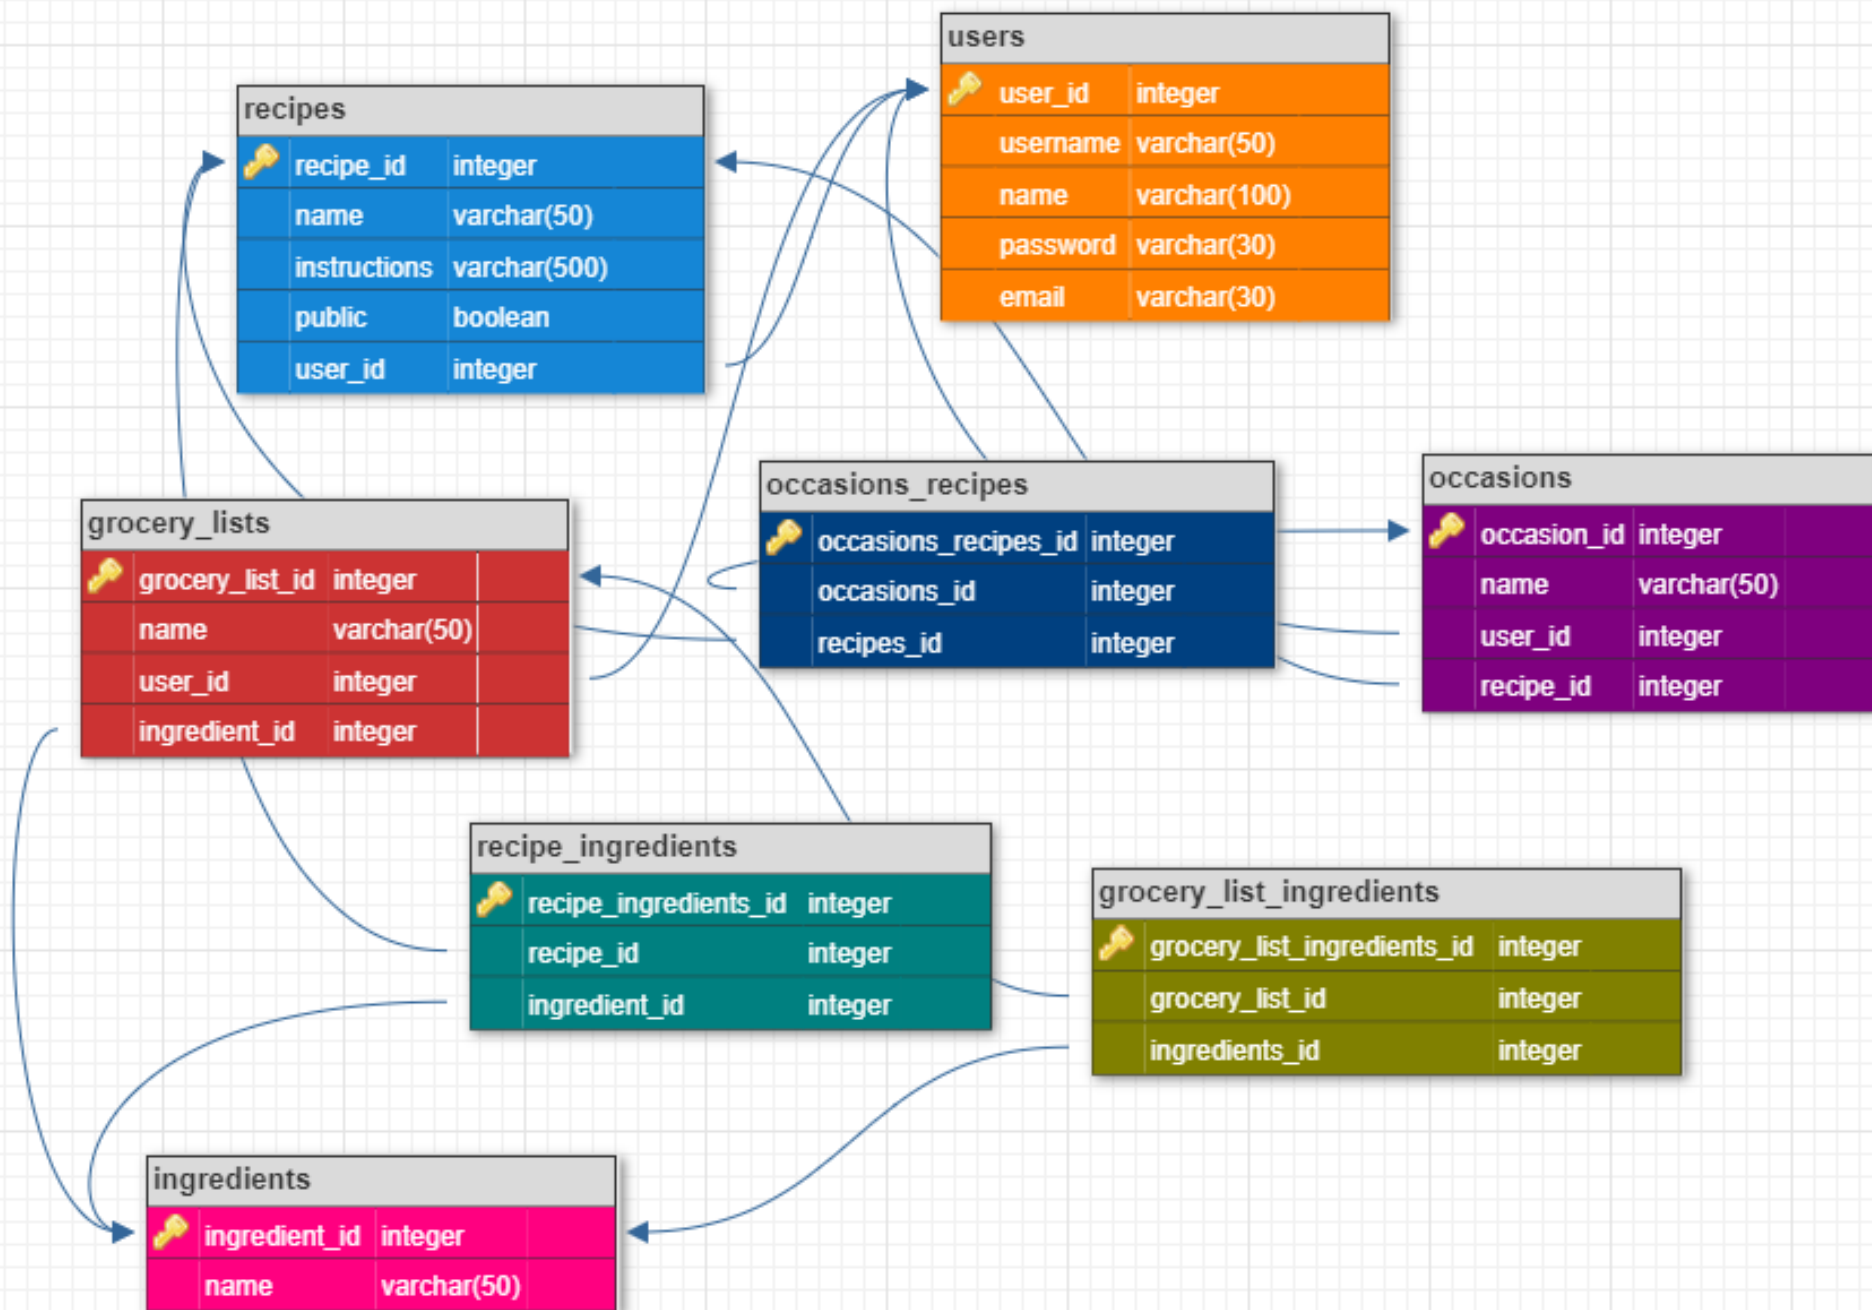 users
user_id integer
username varchar(50)
name varchar(100)
password varchar(30)
email varchar(30)
recipes
recipe_id integer
name varchar(50)
instructions varchar(500)
public boolean
user_id integer
grocery_lists
grocery_list_id integer
name varchar(50)
user_id integer
ingredient_id integer
occasions_recipes
occasions_recipes_id integer
occasions_id integer
recipes_id integer
occasions
occasion_id integer
name varchar(50)
user_id integer
recipe_id integer
recipe_ingredients
recipe_ingredients_id integer
recipe_id integer
ingredient_id integer
grocery_list_ingredients
grocery_list_ingredients_id integer
grocery_list_id integer
ingredients_id integer
ingredients
ingredient_id integer
name varchar(50)